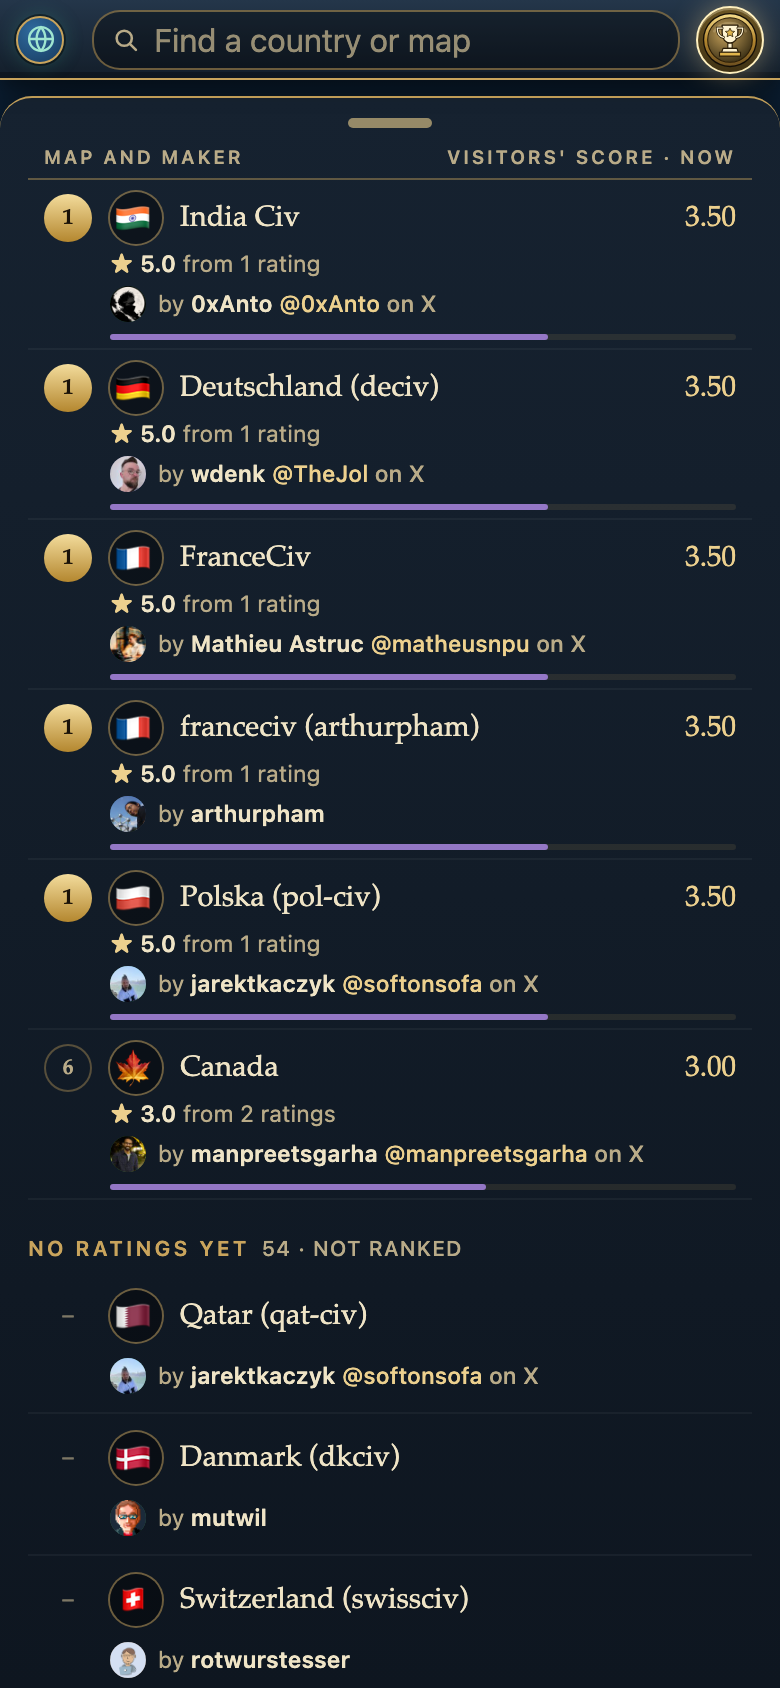 Find a country or map
MAP AND MAKER VISITORS' SCORE · NOW
1 India Civ 3.50
5.0 from 1 rating
by 0xAnto @0xAnto on X
1 Deutschland (deciv) 3.50
5.0 from 1 rating
by wdenk @TheJol on X
1 FranceCiv 3.50
5.0 from 1 rating
by Mathieu Astruc @matheusnpu on X
1 franceciv (arthurpham) 3.50
5.0 from 1 rating
by arthurpham
1 Polska (pol-civ) 3.50
5.0 from 1 rating
by jarektkaczyk @softonsofa on X
6 Canada 3.00
3.0 from 2 ratings
by manpreetsgarha @manpreetsgarha on X
NO RATINGS YET 54 · NOT RANKED
– Qatar (qat-civ)
by jarektkaczyk @softonsofa on X
– Danmark (dkciv)
by mutwil
– Switzerland (swissciv)
by rotwurstesser